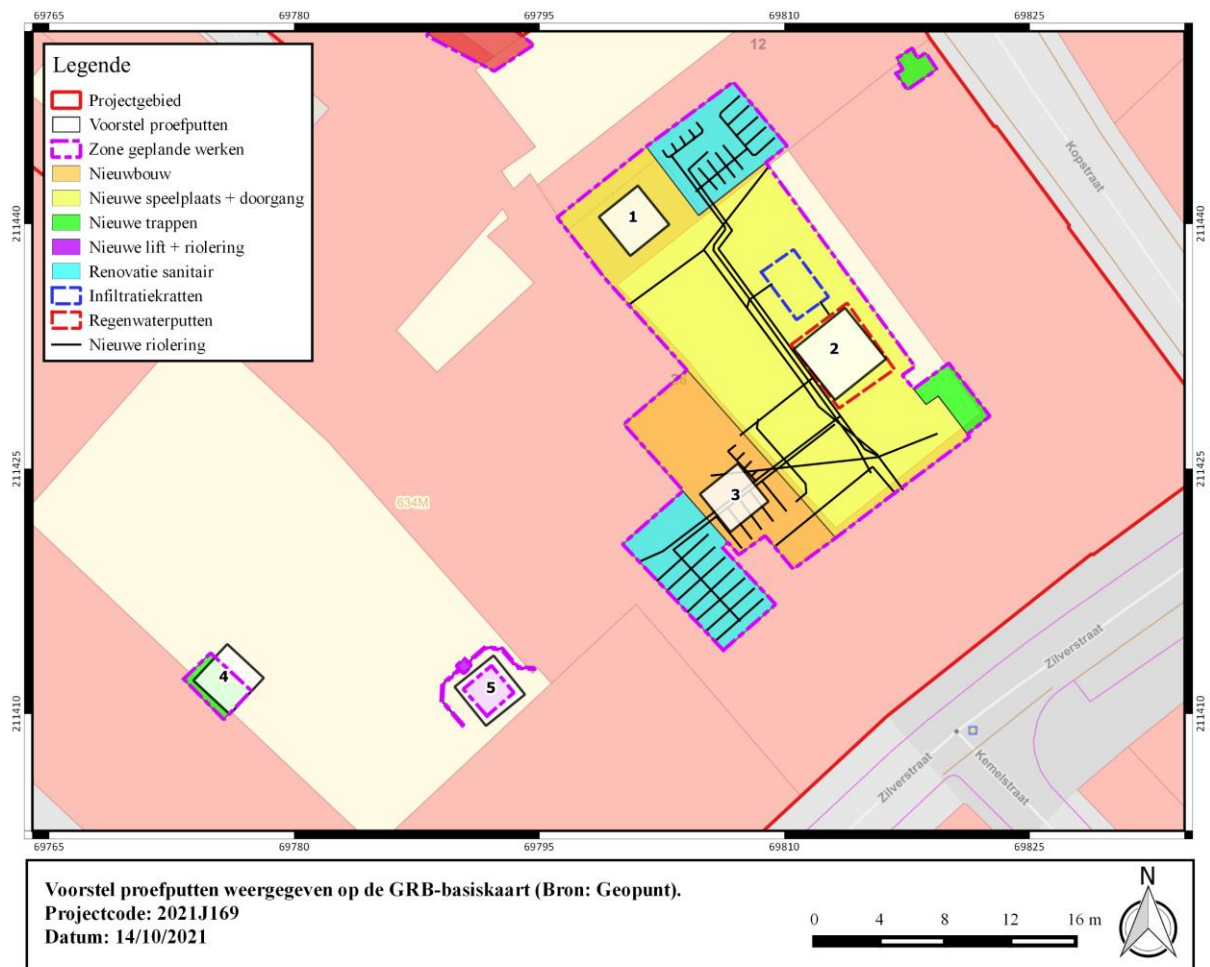 69765 69780 69795 69810 69825
Legende
Projectgebied
Voorstel proefputten
Zone geplande werken
Nieuwbouw
Nieuwe speelplaats + doorgang
Nieuwe trappen
Nieuwe lift + riolering
Renovatie sanitair
Infiltratiekratten
Regenwaterputten
Nieuwe riolering
12
Kopstraat
211440
1
211440
2
26
211425
3
211425
634M
Zilverstraat
4
5
211410
211410
Zilverstraat
Kemelstraat
69765 69780 69795 69810 69825
Voorstel proefputten weergegeven op de GRB-basiskaart (Bron: Geopunt).
Projectcode: 2021J169
Datum: 14/10/2021
0 4 8 12 16 m
N